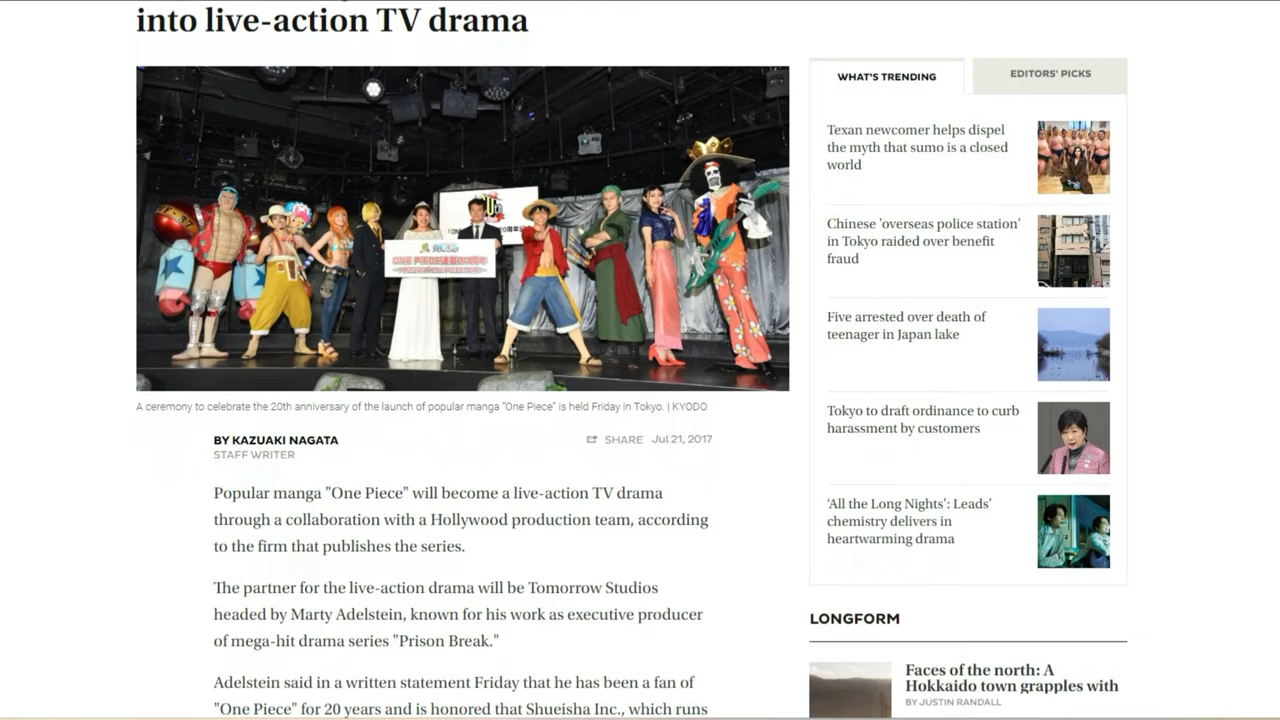 into live-action TV drama
ONE PIECE
A ceremony to celebrate the 20th anniversary of the launch of popular manga "One Piece" is held Friday in Tokyo. | KYODO
BY KAZUAKI NAGATA
STAFF WRITER
SHARE Jul 21, 2017
Popular manga "One Piece" will become a live-action TV drama
through a collaboration with a Hollywood production team, according
to the firm that publishes the series.
The partner for the live-action drama will be Tomorrow Studios
headed by Marty Adelstein, known for his work as executive producer
of mega-hit drama series "Prison Break."
Adelstein said in a written statement Friday that he has been a fan of
"One Piece" for 20 years and is honored that Shueisha Inc., which runs
WHAT'S TRENDING
EDITORS' PICKS
Texan newcomer helps dispel
the myth that sumo is a closed
world
Chinese 'overseas police station'
in Tokyo raided over benefit
fraud
Five arrested over death of
teenager in Japan lake
Tokyo to draft ordinance to curb
harassment by customers
‘All the Long Nights’: Leads’
chemistry delivers in
heartwarming drama
LONGFORM
Faces of the north: A
Hokkaido town grapples with
BY JUSTIN RANDALL